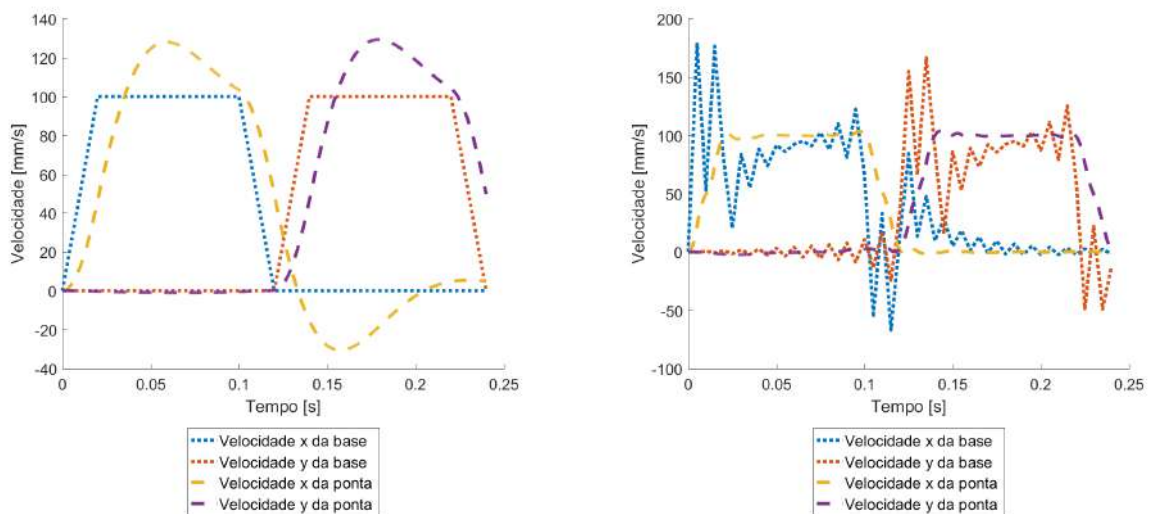 140
120
100
80
60
40
20
0
-20
-40
Velocidade [mm/s]
0
0.05
0.1
0.15
0.2
0.25
Tempo [s]
Velocidade x da base
Velocidade y da base
Velocidade x da ponta
Velocidade y da ponta
200
150
100
50
0
-50
-100
Velocidade [mm/s]
0
0.05
0.1
0.15
0.2
0.25
Tempo [s]
Velocidade x da base
Velocidade y da base
Velocidade x da ponta
Velocidade y da ponta